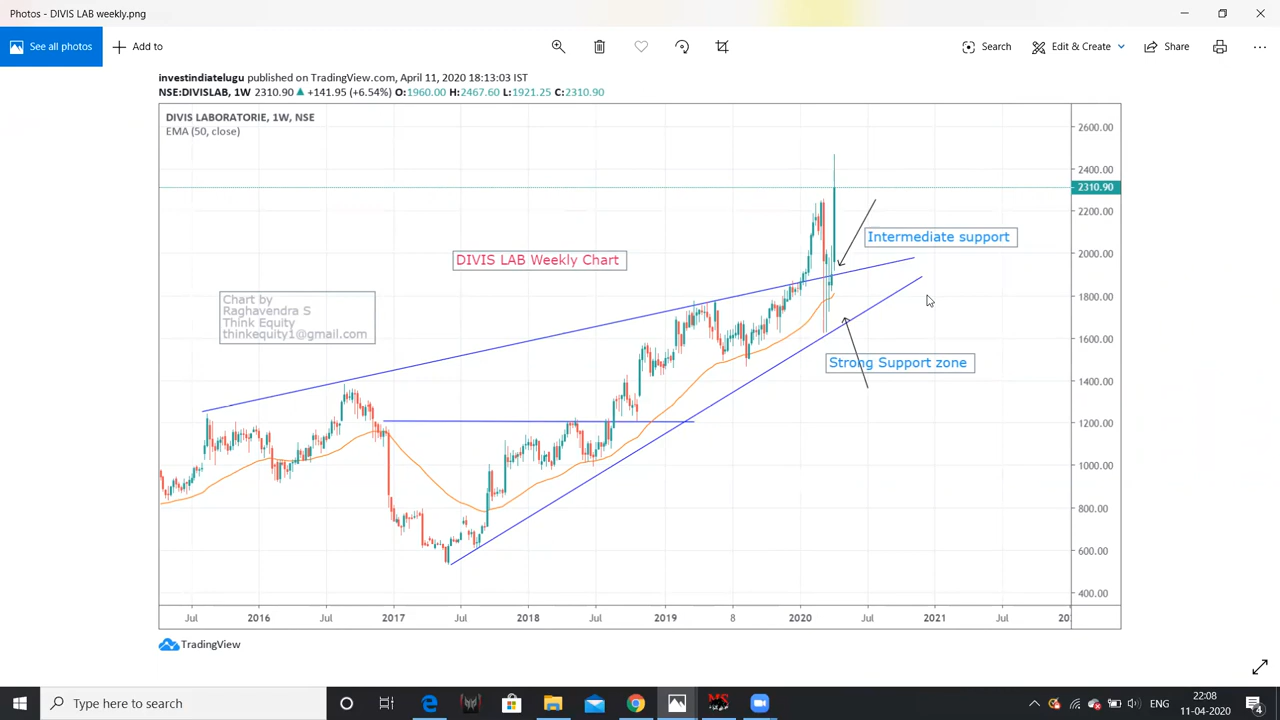 Photos - DIVIS LAB weekly.png
See all photos
Add to
Search
Edit & Create
Share
investindiatelugu published on TradingView.com, April 11, 2020 18:13:03 IST
NSE:DIVISLAB, 1W 2310.90 ▲ +141.95 (+6.54%) O:1960.00 H:2467.60 L:1921.25 C:2310.90
DIVIS LABORATORIE, 1W, NSE
EMA (50, close)
2600.00
2400.00
2310.90
2200.00
Intermediate support
2000.00
DIVIS LAB Weekly Chart
1800.00
Chart by
Raghavendra S
Think Equity
thinkequity1@gmail.com
1600.00
Strong Support zone
1400.00
1200.00
1000.00
800.00
600.00
400.00
Jul 2016 Jul 2017 Jul 2018 Jul 2019 8 2020 Jul 2021 Jul 20
TradingView
Type here to search
22:08
11-04-2020
4